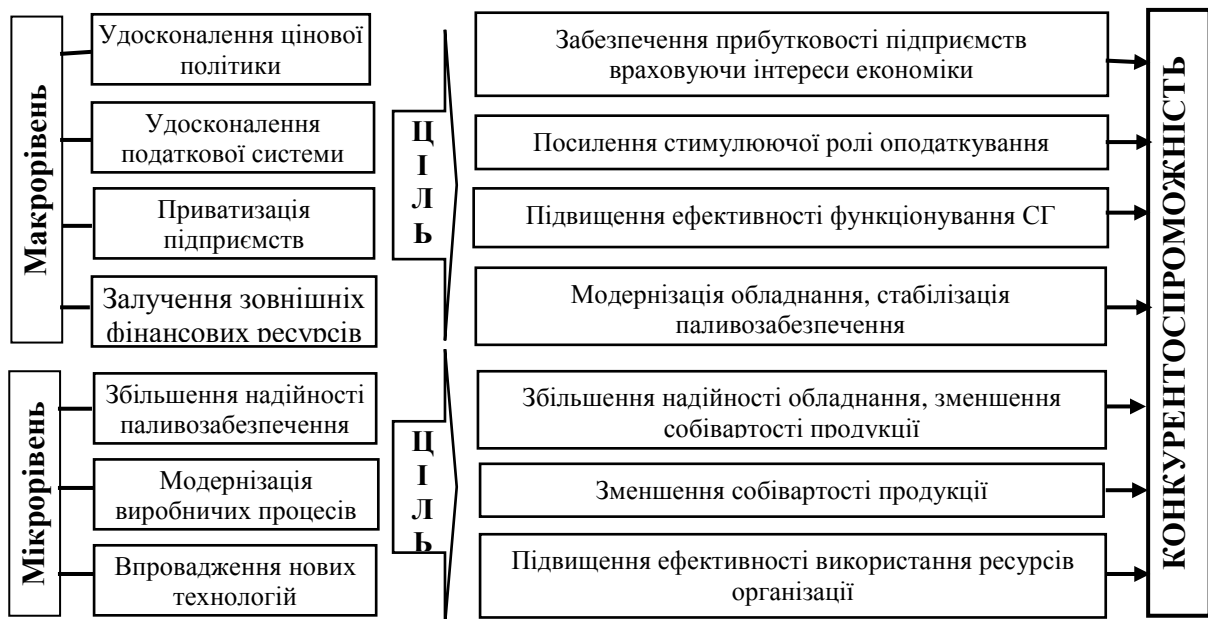 Макрорівень
Удосконалення цінової
політики
Удосконалення
податкової системи
Приватизація
підприємств
Залучення зовнішніх
фінансових ресурсів
ЦІЛЬ
Забезпечення прибутковості підприємств
враховуючи інтереси економіки
Посилення стимулюючої ролі оподаткування
Підвищення ефективності функціонування СГ
Модернізація обладнання, стабілізація
паливозабезпечення
Мікрорівень
Збільшення надійності
паливозабезпечення
Модернізація
виробничих процесів
Впровадження нових
технологій
ЦІЛЬ
Збільшення надійності обладнання, зменшення
собівартості продукції
Зменшення собівартості продукції
Підвищення ефективності використання ресурсів
організації
КОНКУРЕНТОСПРОМОЖНІСТЬ